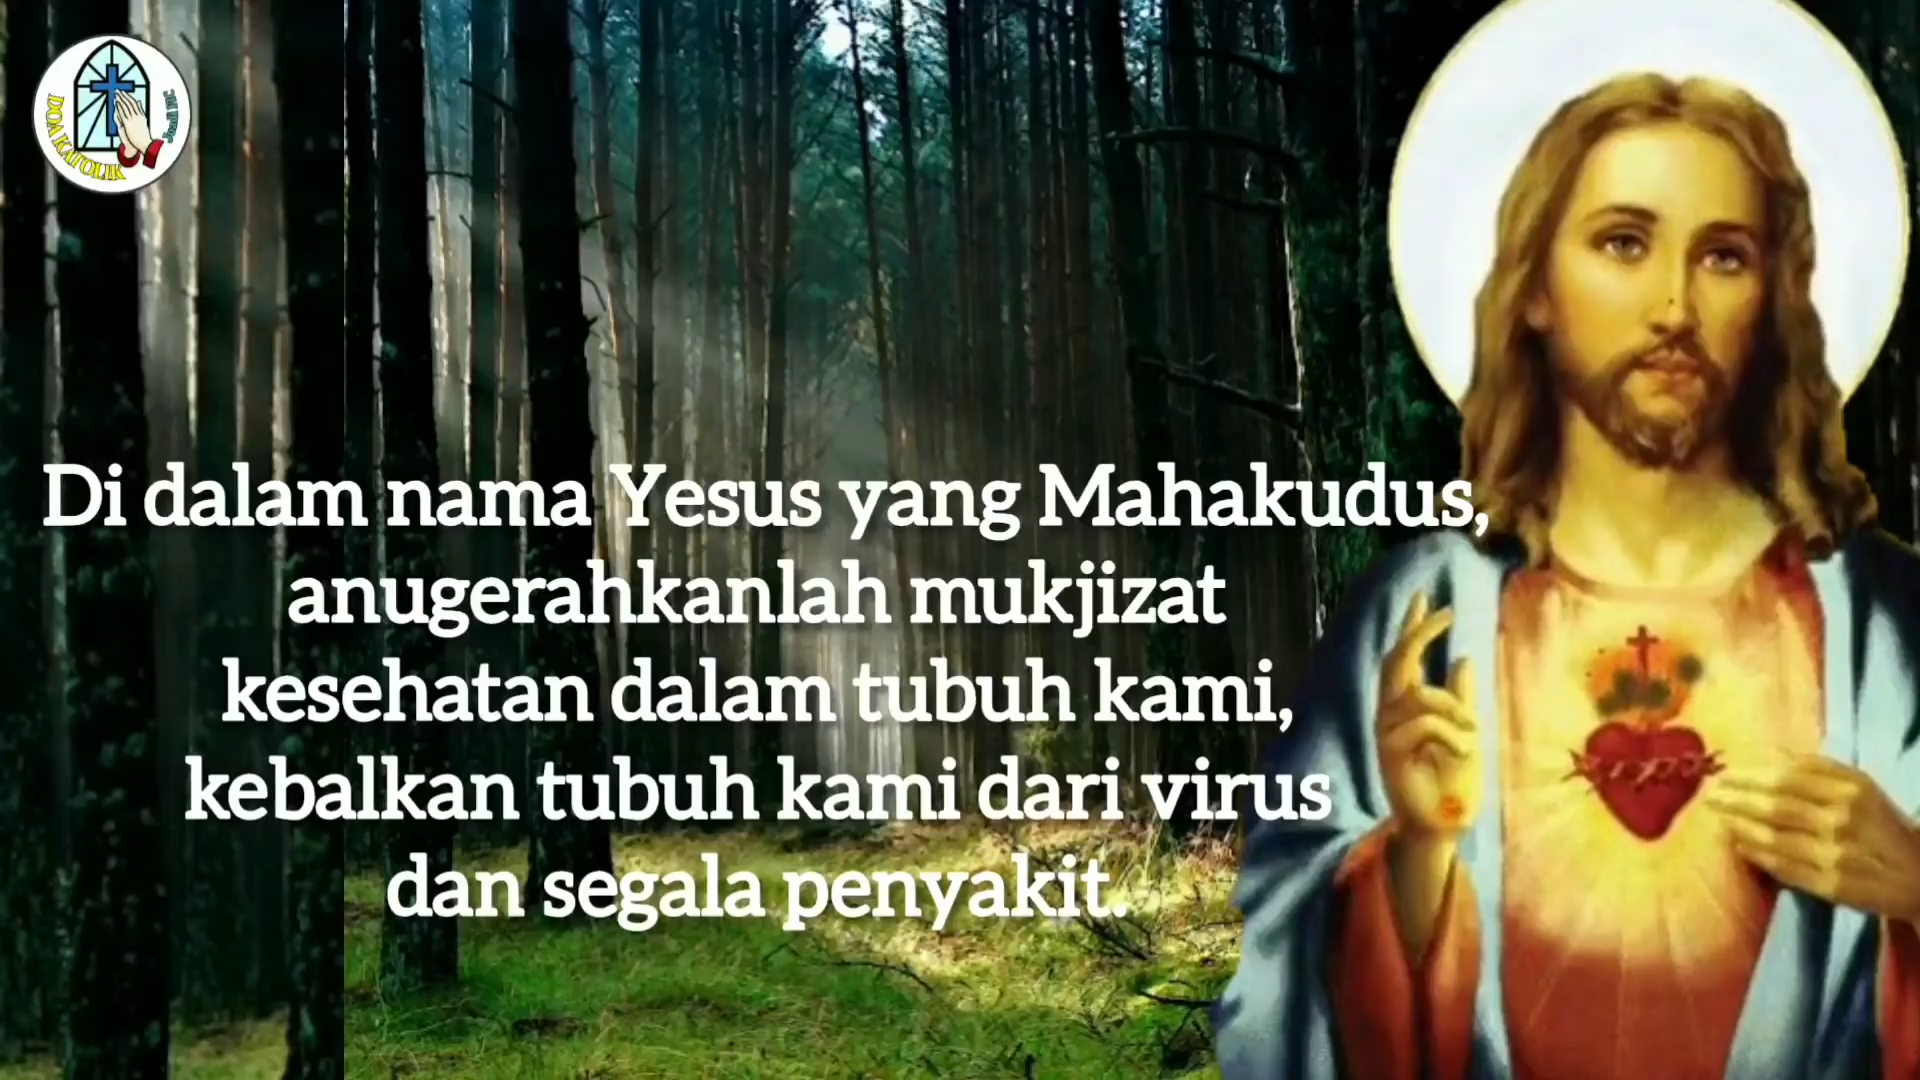 DOA KATOLIK
Di dalam nama Yesus yang Mahakudus,
anugerahkanlah mukjizat
kesehatan dalam tubuh kami,
kebalkan tubuh kami dari virus
dan segala penyakit.